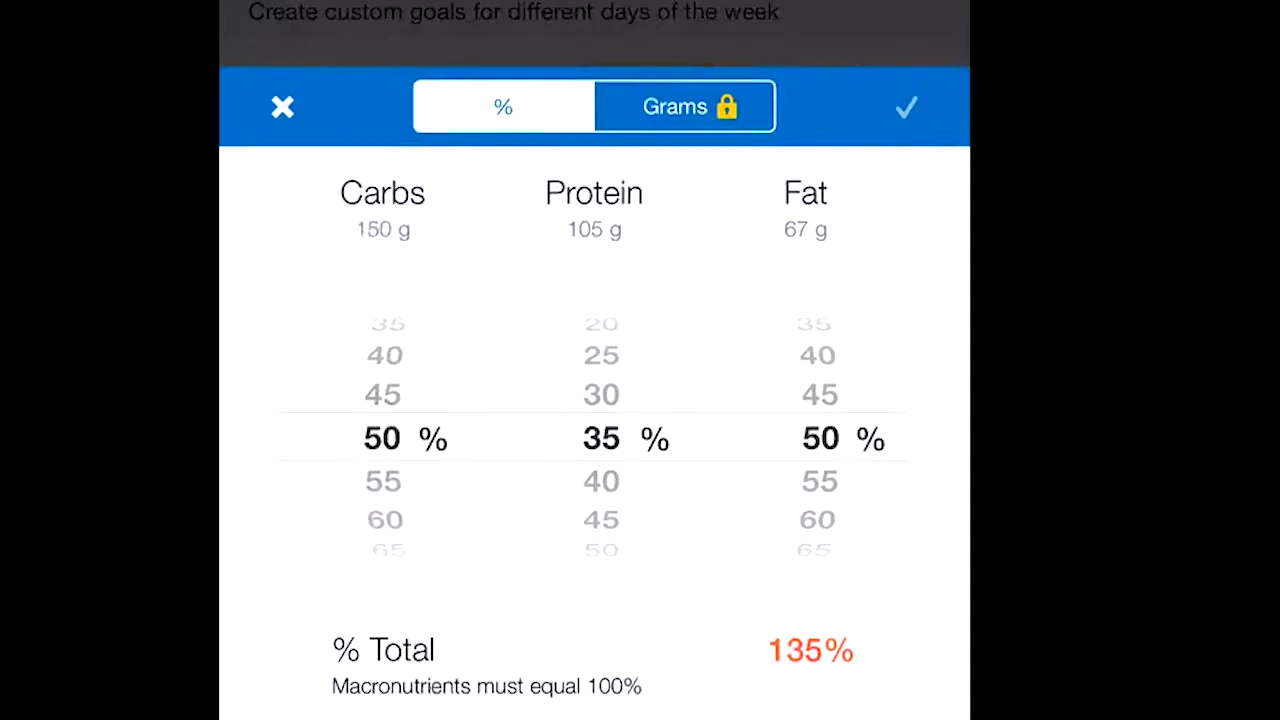 Create custom goals for different days of the week
% Grams
Carbs Protein Fat
150 g 105 g 67 g
35 20 35
40 25 40
45 30 45
50 % 35 % 50 %
55 40 55
60 45 60
65 50 65
% Total 135%
Macronutrients must equal 100%